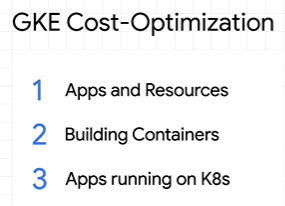 GKE Cost-Optimization
1 Apps and Resources
2 Building Containers
3 Apps running on K8s